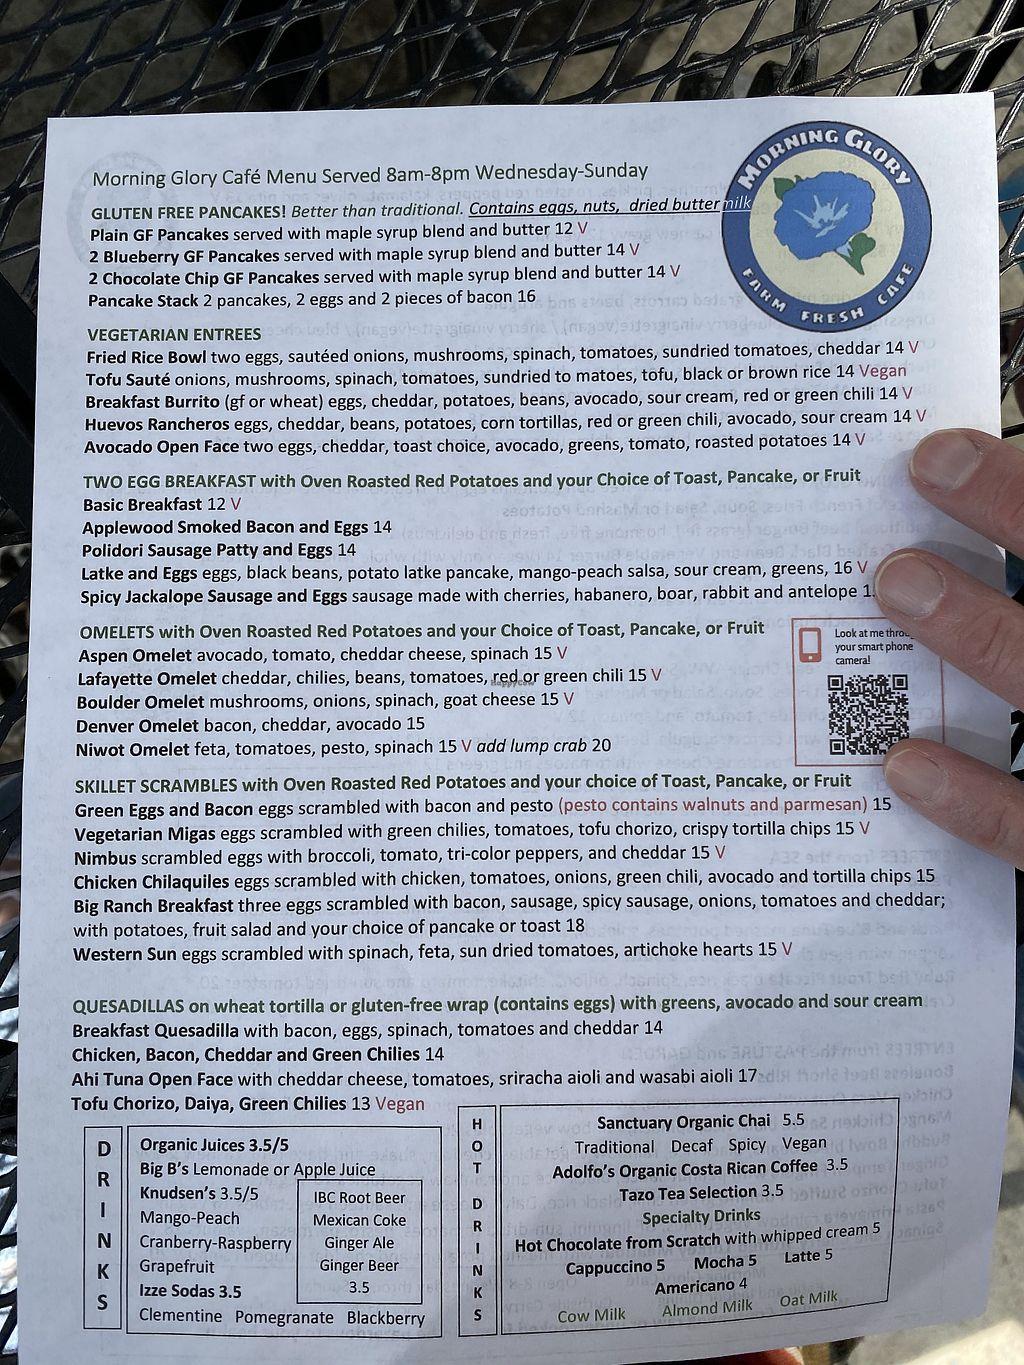 Morning Glory Café Menu Served 8am-8pm Wednesday-Sunday
MORNING GLORY
FARM FRESH CAFE
GLUTEN FREE PANCAKES! Better than traditional. Contains eggs, nuts, dried buttermilk
Plain GF Pancakes served with maple syrup blend and butter 12 V
2 Blueberry GF Pancakes served with maple syrup blend and butter 14 V
2 Chocolate Chip GF Pancakes served with maple syrup blend and butter 14 V
Pancake Stack 2 pancakes, 2 eggs and 2 pieces of bacon 16
VEGETARIAN ENTREES
Fried Rice Bowl two eggs, sautéed onions, mushrooms, spinach, tomatoes, sundried tomatoes, cheddar 14 V
Tofu Sauté onions, mushrooms, spinach, tomatoes, sundried to matoes, tofu, black or brown rice 14 Vegan
Breakfast Burrito (gf or wheat) eggs, cheddar, potatoes, beans, avocado, sour cream, red or green chili 14 V
Huevos Rancheros eggs, cheddar, beans, potatoes, corn tortillas, red or green chili, avocado, sour cream 14 V
Avocado Open Face two eggs, cheddar, toast choice, avocado, greens, tomato, roasted potatoes 14 V
TWO EGG BREAKFAST with Oven Roasted Red Potatoes and your Choice of Toast, Pancake, or Fruit
Basic Breakfast 12 V
Applewood Smoked Bacon and Eggs 14
Polidori Sausage Patty and Eggs 14
Latke and Eggs eggs, black beans, potato latke pancake, mango-peach salsa, sour cream, greens, 16 V
Spicy Jackalope Sausage and Eggs sausage made with cherries, habanero, boar, rabbit and antelope
OMELETS with Oven Roasted Red Potatoes and your Choice of Toast, Pancake, or Fruit
Aspen Omelet avocado, tomato, cheddar cheese, spinach 15 V
Lafayette Omelet cheddar, chilies, beans, tomatoes, red or green chili 15 V
HappyCow
Boulder Omelet mushrooms, onions, spinach, goat cheese 15 V
Denver Omelet bacon, cheddar, avocado 15
Niwot Omelet feta, tomatoes, pesto, spinach 15 V add lump crab 20
Look at me
your smart phone
camera!
SKILLET SCRAMBLES with Oven Roasted Red Potatoes and your choice of Toast, Pancake, or Fruit
Green Eggs and Bacon eggs scrambled with bacon and pesto (pesto contains walnuts and parmesan) 15
Vegetarian Migas eggs scrambled with green chilies, tomatoes, tofu chorizo, crispy tortilla chips 15 V
Nimbus scrambled eggs with broccoli, tomato, tri-color peppers, and cheddar 15 V
Chicken Chilaquiles eggs scrambled with chicken, tomatoes, onions, green chili, avocado and tortilla chips 15
Big Ranch Breakfast three eggs scrambled with bacon, sausage, spicy sausage, onions, tomatoes and cheddar;
with potatoes, fruit salad and your choice of pancake or toast 18
Western Sun eggs scrambled with spinach, feta, sun dried tomatoes, artichoke hearts 15 V
QUESADILLAS on wheat tortilla or gluten-free wrap (contains eggs) with greens, avocado and sour cream
Breakfast Quesadilla with bacon, eggs, spinach, tomatoes and cheddar 14
Chicken, Bacon, Cheddar and Green Chilies 14
Ahi Tuna Open Face with cheddar cheese, tomatoes, sriracha aioli and wasabi aioli 17
Tofu Chorizo, Daiya, Green Chilies 13 Vegan
DRINKS
Organic Juices 3.5/5
Big B's Lemonade or Apple Juice
Knudsen's 3.5/5
Mango-Peach
Cranberry-Raspberry
Grapefruit
Izze Sodas 3.5
Clementine Pomegranate Blackberry
IBC Root Beer
Mexican Coke
Ginger Ale
Ginger Beer
3.5
HOT DRINKS
Sanctuary Organic Chai 5.5
Traditional Decaf Spicy Vegan
Adolfo's Organic Costa Rican Coffee 3.5
Tazo Tea Selection 3.5
Specialty Drinks
Hot Chocolate from Scratch with whipped cream 5
Cappuccino 5 Mocha 5 Latte 5
Americano 4
Cow Milk Almond Milk Oat Milk